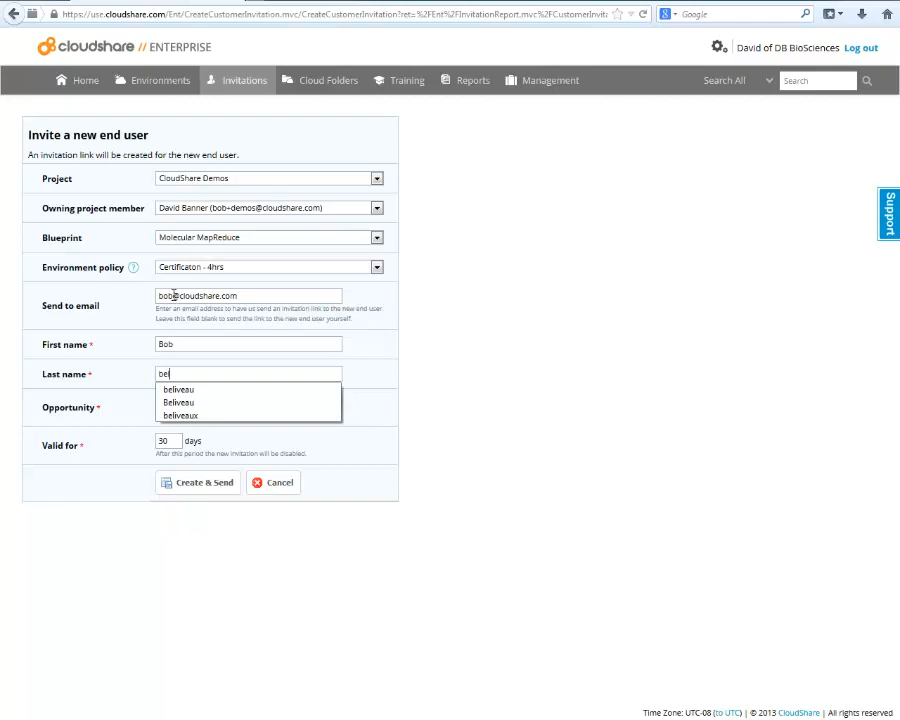 https://use.cloudshare.com/Ent/CreateCustomerInvitation.mvc/CreateCustomerInvitation?ret=%2FEnt%2FInvitationReport.mvc%2FCustomerInvit
Google
cloudshare // ENTERPRISE
David of DB BioSciences Log out
Home Environments Invitations Cloud Folders Training Reports Management Search All Search
Invite a new end user
An invitation link will be created for the new end user.
Project CloudShare Demos
Owning project member David Banner (bob+demos@cloudshare.com)
Blueprint Molecular MapReduce
Environment policy ? Certificaton - 4hrs
Send to email bob@cloudshare.com
Enter an email address to have us send an invitation link to the new end user
Leave this field blank to send the link to the new end user yourself.
First name * Bob
Last name * bel
beliveau
Beliveau
beliveaux
Opportunity *
Valid for * 30 days
After this period the new invitation will be disabled.
Create & Send Cancel
Support
Time Zone: UTC-08 (to UTC) | © 2013 CloudShare | All rights reserved